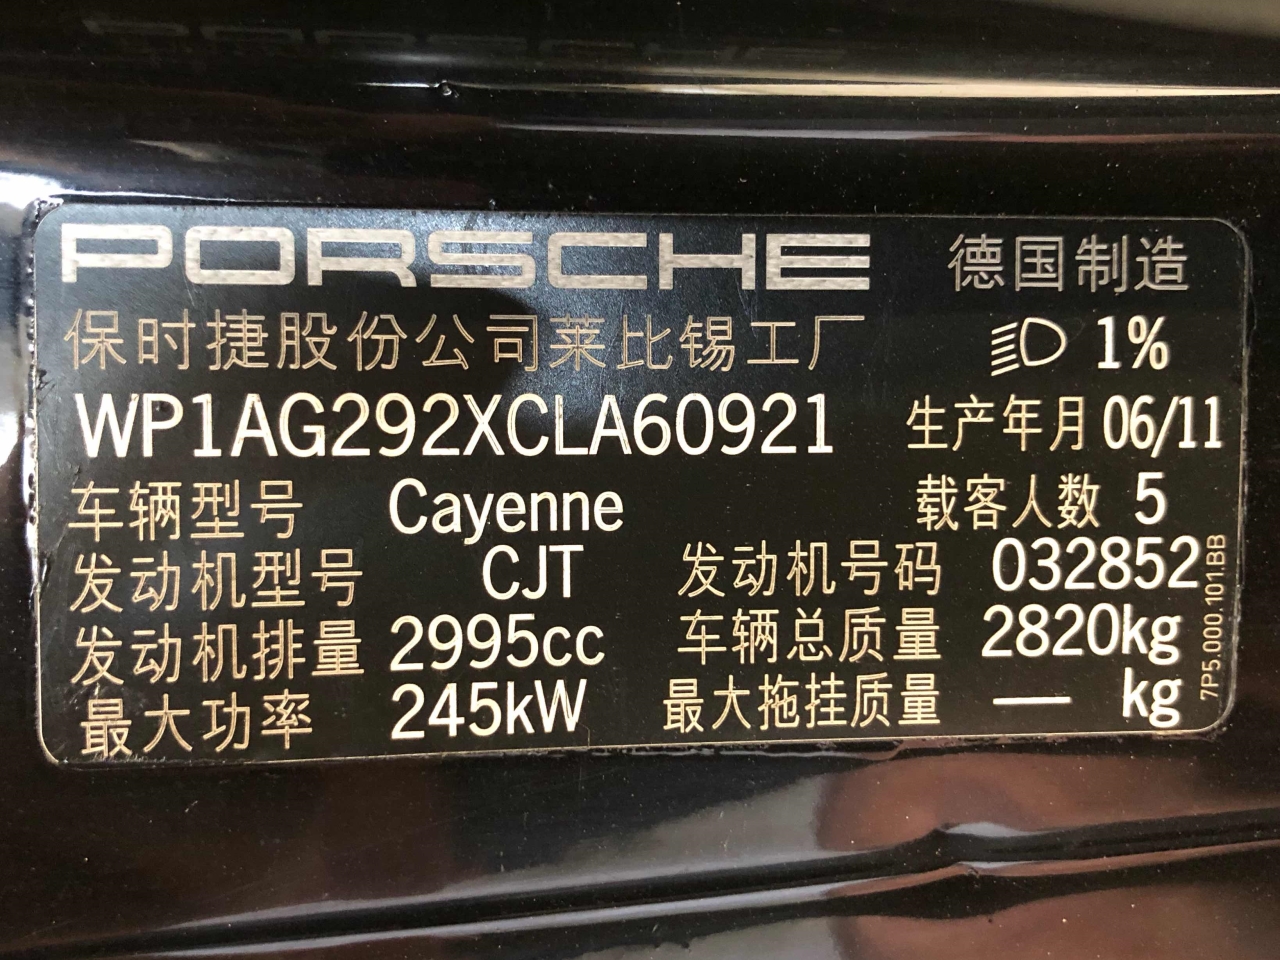 PORSCHE 德国制造
保时捷股份公司莱比锡工厂 1%
WP1AG292XCLA60921 生产年月 06/11
车辆型号 Cayenne 载客人数 5
发动机型号 CJT 发动机号码 032852
发动机排量 2995cc 车辆总质量 2820kg
最大功率 245kW 最大拖挂质量 — kg
7P5.000.101.BB